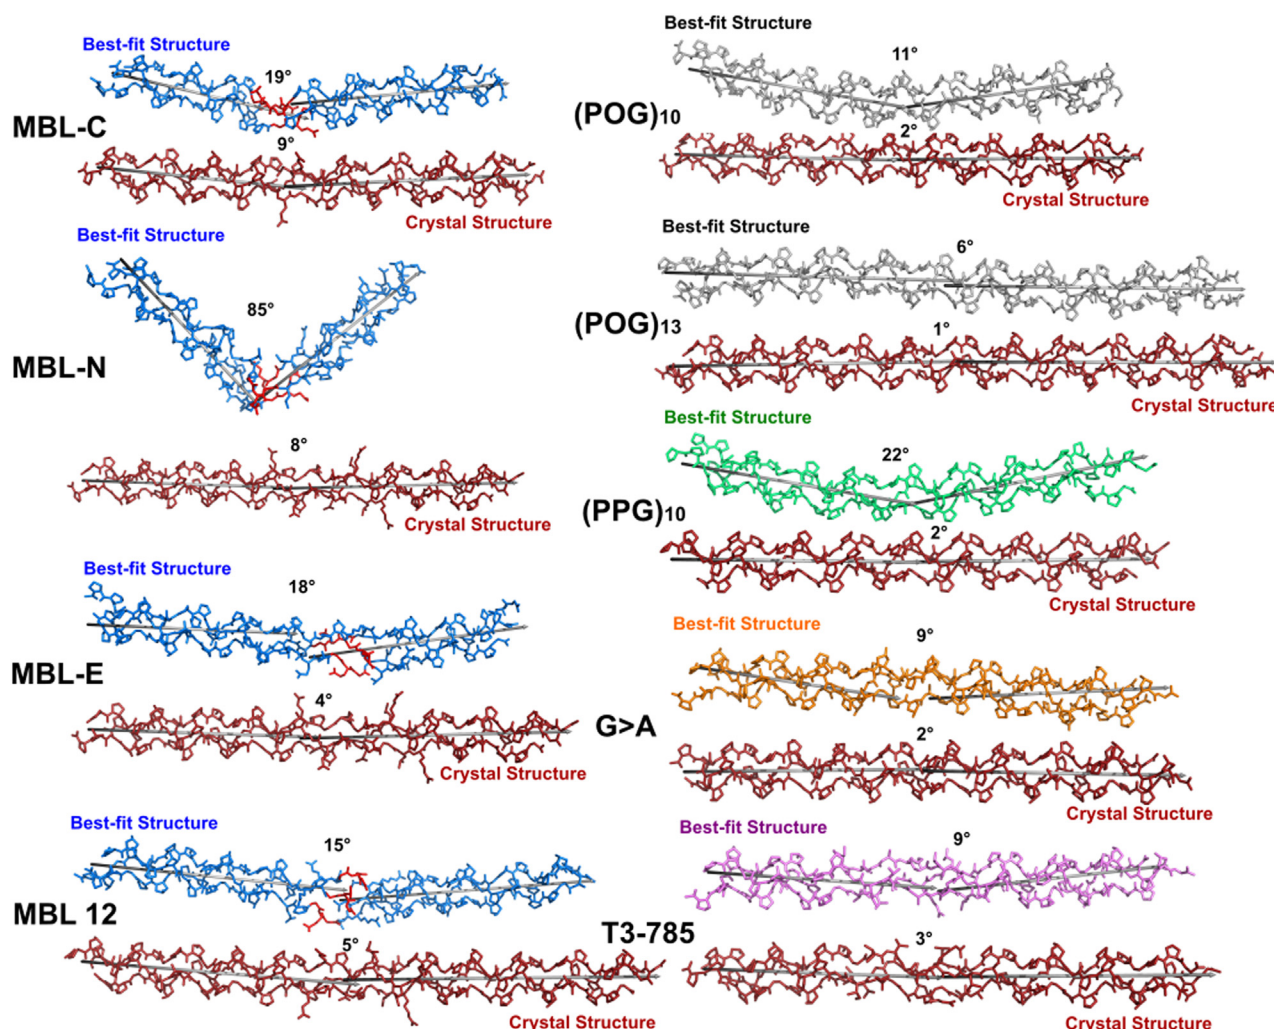 Best-fit Structure
19°
MBL-C
9°
Crystal Structure
Best-fit Structure
85°
MBL-N
8°
Crystal Structure
Best-fit Structure
18°
MBL-E
4°
Crystal Structure
Best-fit Structure
15°
MBL 12
5°
Crystal Structure
Best-fit Structure
11°
(POG)10
2°
Crystal Structure
Best-fit Structure
6°
(POG)13
1°
Crystal Structure
Best-fit Structure
22°
(PPG)10
2°
Crystal Structure
Best-fit Structure
9°
G>A
2°
Crystal Structure
Best-fit Structure
9°
T3-785
3°
Crystal Structure